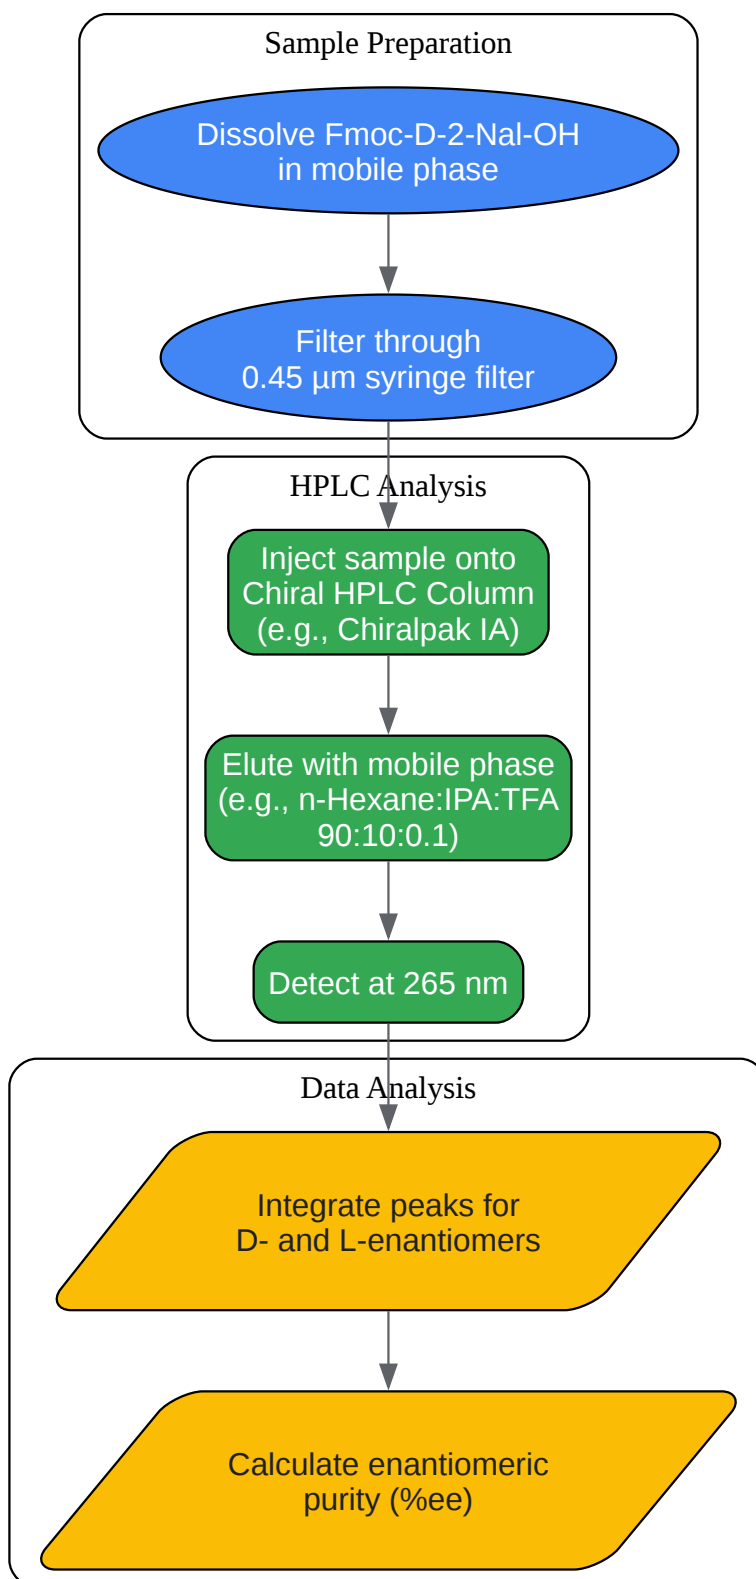 Sample Preparation
Dissolve Fmoc-D-2-Nal-OH
in mobile phase
Filter through
0.45 µm syringe filter
HPLC Analysis
Inject sample onto
Chiral HPLC Column
(e.g., Chiralpak IA)
Elute with mobile phase
(e.g., n-Hexane:IPA:TFA
90:10:0.1)
Detect at 265 nm
Data Analysis
Integrate peaks for
D- and L-enantiomers
Calculate enantiomeric
purity (%ee)